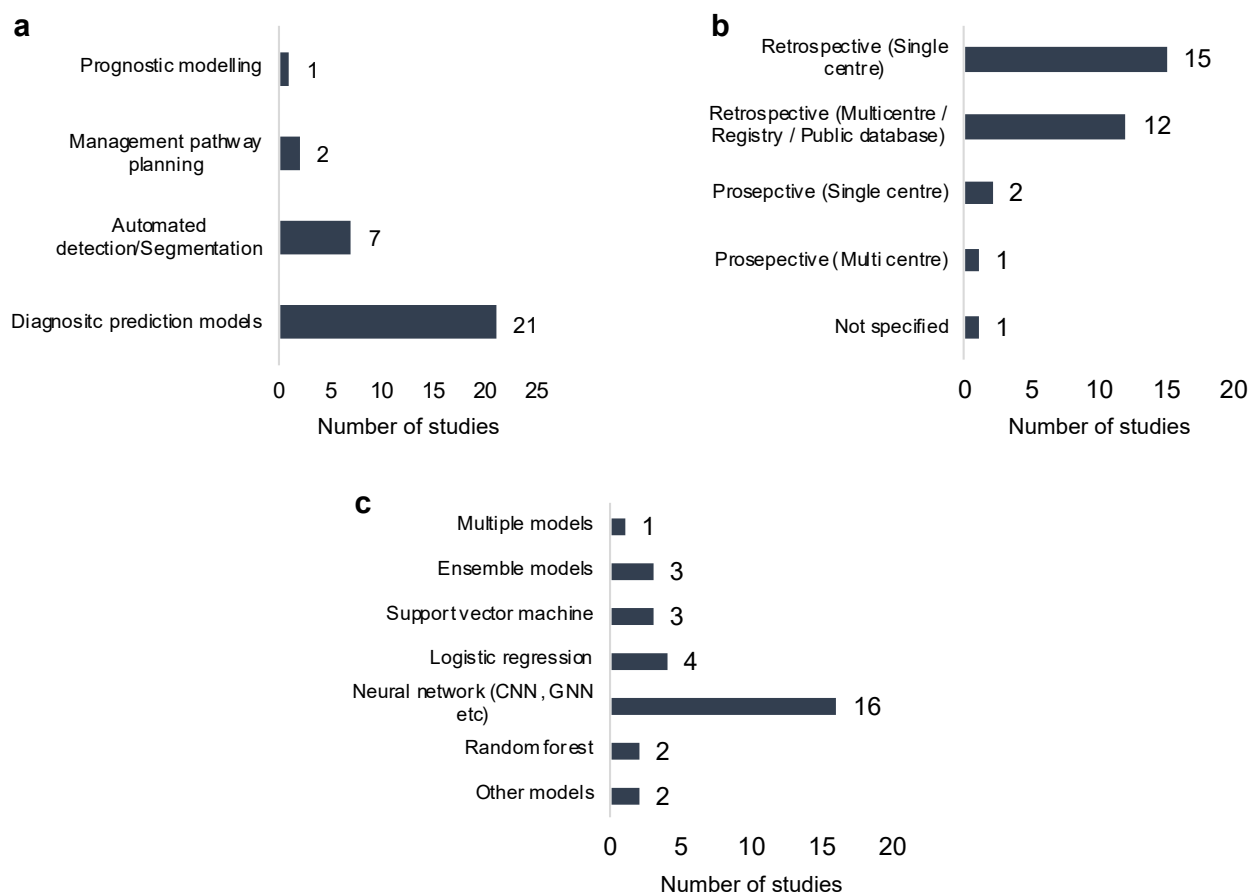 a
Prognostic modelling
1
Management pathway
planning
2
Automated
detection/Segmentation
7
Diagnositc prediction models
21
0 5 10 15 20 25
Number of studies
b
Retrospective (Single
centre)
15
Retrospective (Multicentre /
Registry / Public database)
12
Prosepctive (Single centre)
2
Prosepective (Multi centre)
1
Not specified
1
0 5 10 15 20
Number of studies
c
Multiple models
1
Ensemble models
3
Support vector machine
3
Logistic regression
4
Neural network (CNN, GNN
etc)
16
Random forest
2
Other models
2
0 5 10 15 20
Number of studies